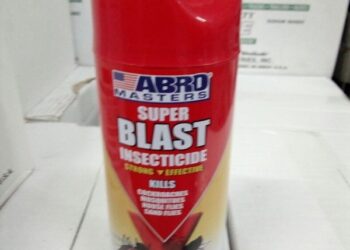 ABRO
MASTERS
SUPER
BLAST
INSECTICIDE
STRONG ▾ EFFECTIVE
KILLS
COCKROACHES
MOSQUITOES
HOUSE FLIES
SAND FLIES